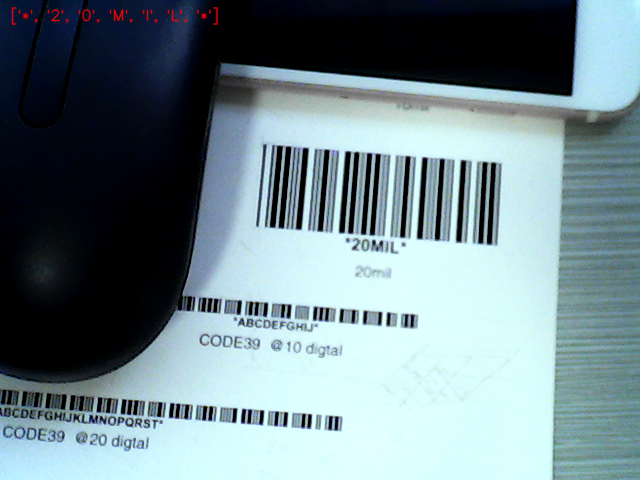 ['*', '2', '0', 'M', 'I', 'L', '*']
*20MIL*
20mil
*ABCDEFGHIJ*
CODE39 @10 digtal
ABCDEFGHIJKLMNOPQRST*
CODE39 @20 digtal